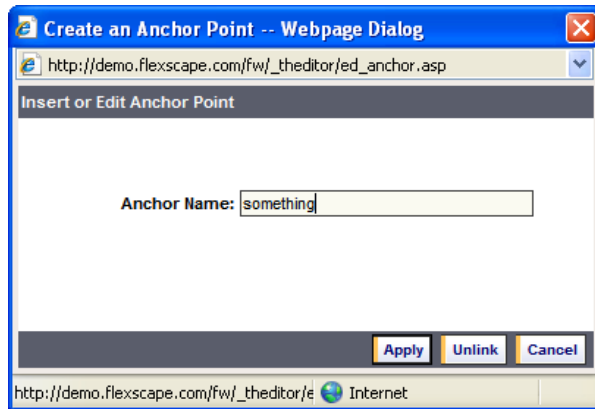 Create an Anchor Point -- Webpage Dialog
http://demo.flexscape.com/fw/_theditor/ed_anchor.asp
Insert or Edit Anchor Point
Anchor Name: something
Apply Unlink Cancel
http://demo.flexscape.com/fw/_theditor/e Internet